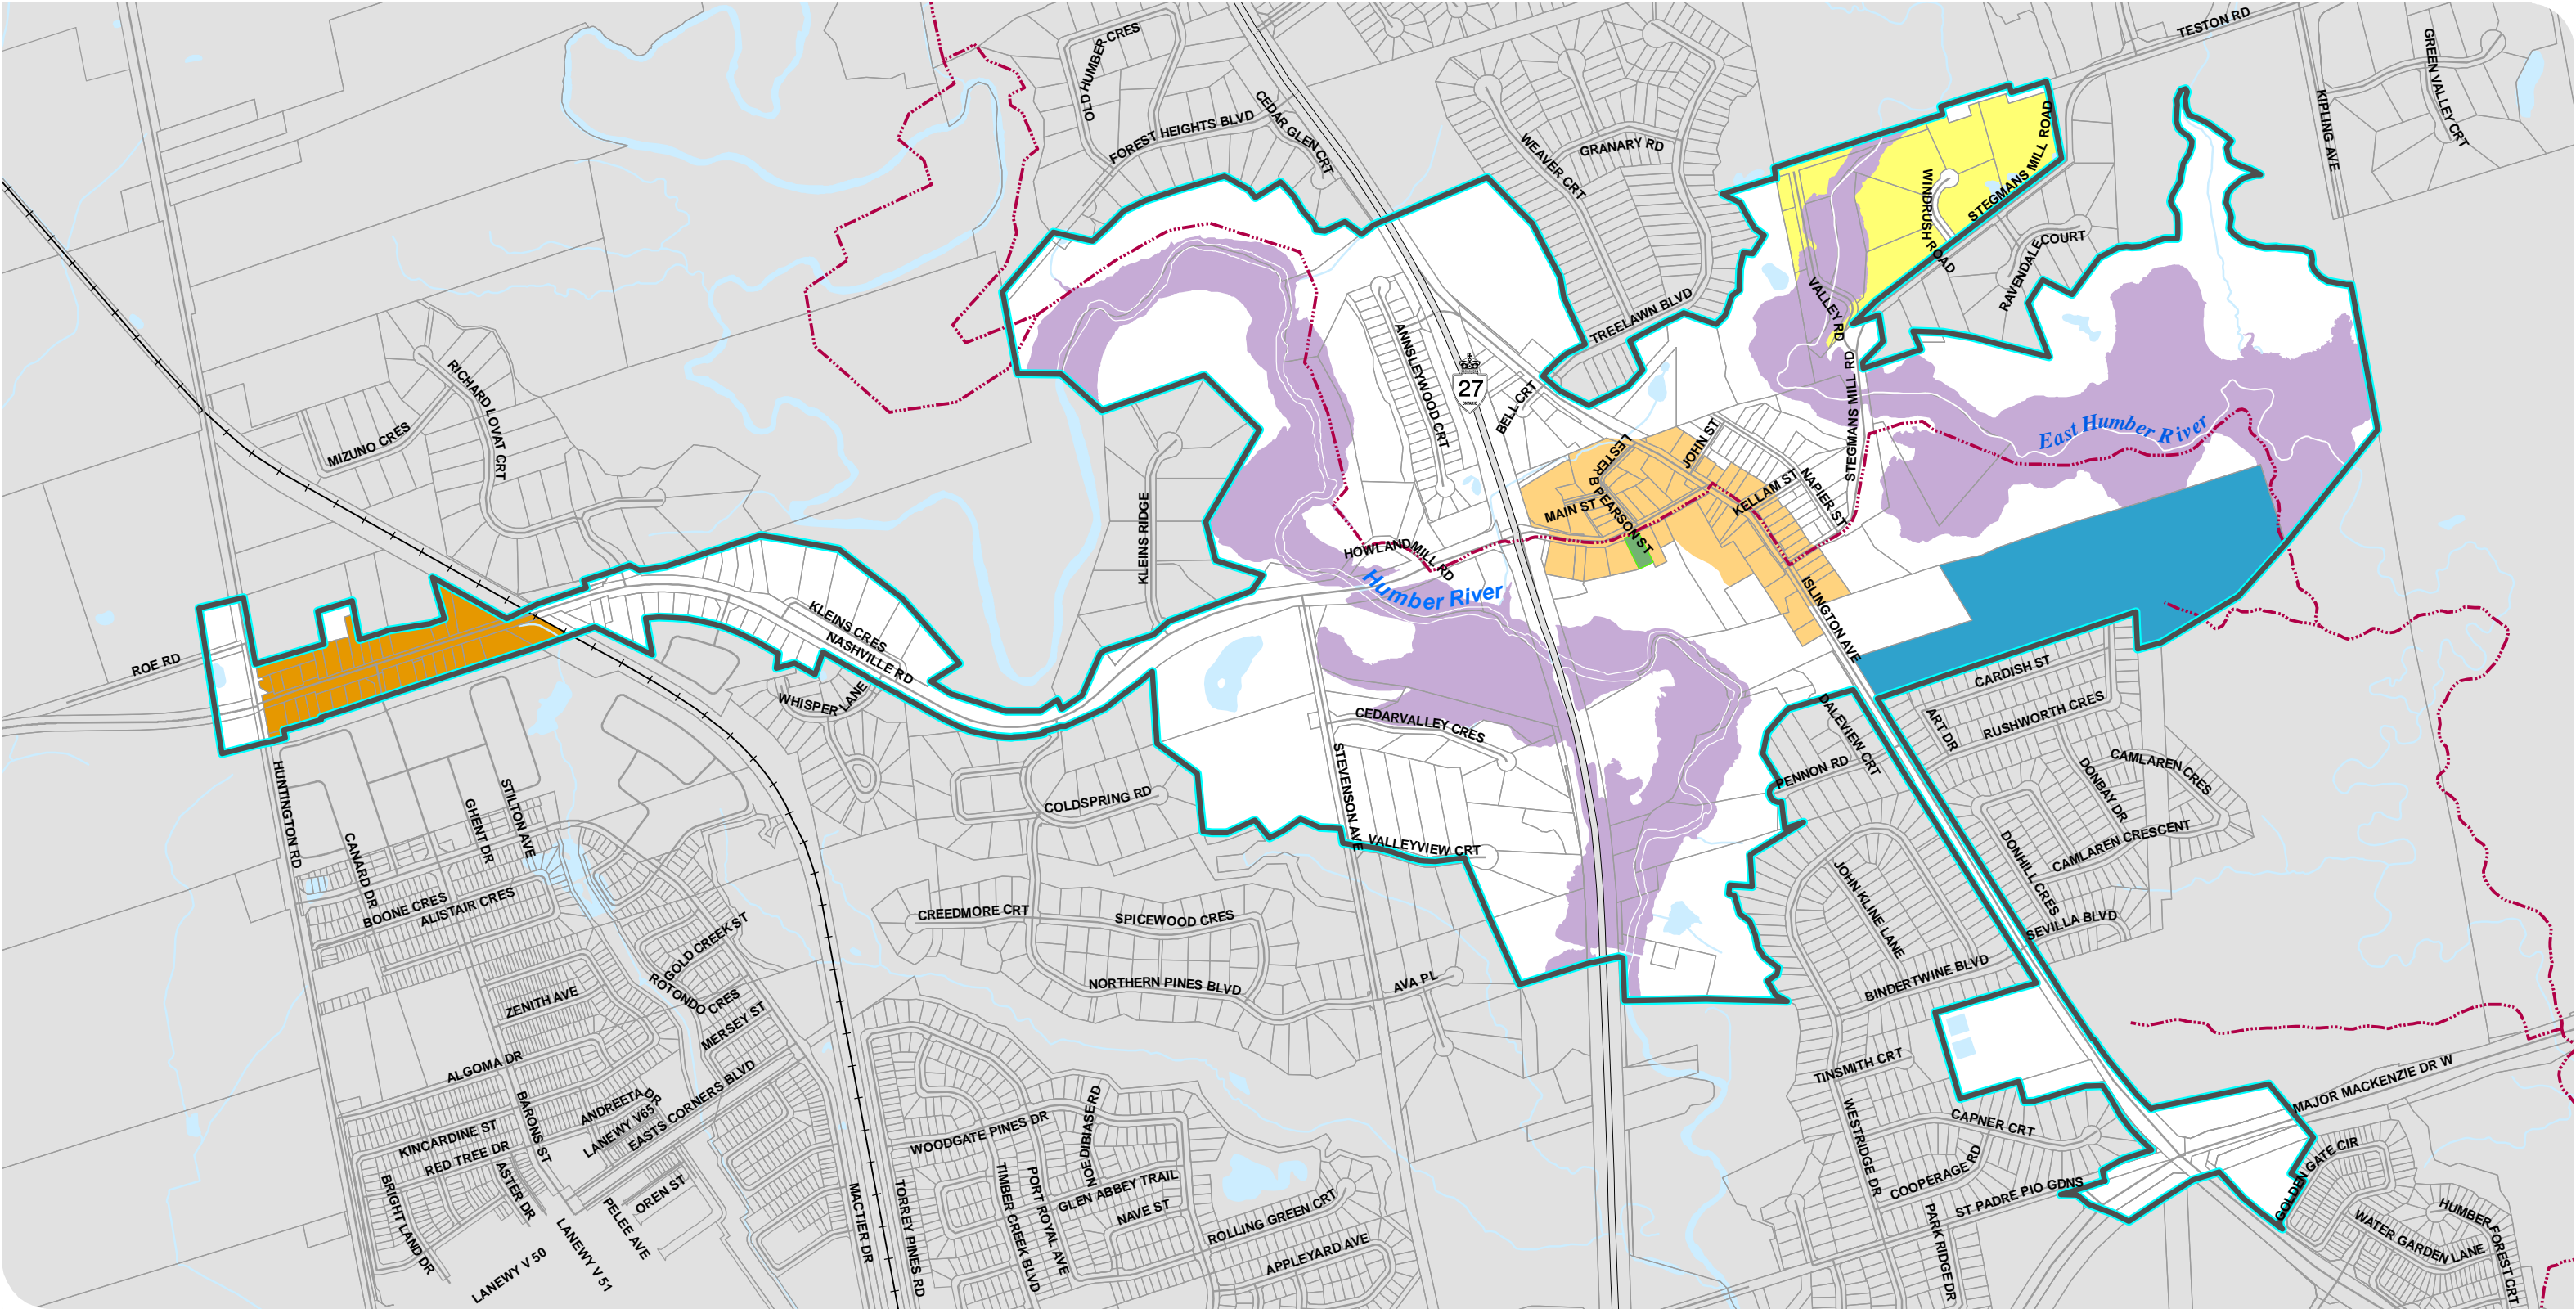 TESTON RD
GREEN VALLEY CRT
KIPLING AVE
OLD HUMBER CRES
CEDAR GLEN CRT
FOREST HEIGHTS BLVD
WEAVER CRT
GRANARY RD
STEGMANS MILL ROAD
WINDRUSH ROAD
RAVENDALE COURT
VALLEY RD
TREELAWN BLVD
STEGMANS MILL RD
ANNSLEYWOOD CRT
27
ONTARIO
BELL CRT
RICHARD LOVAT CRT
MIZUNO CRES
East Humber River
LESTER B PEARSON ST
JOHN ST
KELLAM ST
NAPIER ST
MAIN ST
KLEINS RIDGE
HOWLAND MILL RD
Humber River
ISLINGTON AVE
ROE RD
KLEINS CRES
NASHVILLE RD
WHISPER LANE
CARDISH ST
ART DR
RUSHWORTH CRES
DALEVIEW CRT
CEDARVALLEY CRES
STEVENSON AVE
PENNON RD
DONBAY DR
CAMLAREN CRES
CAMLAREN CRESCENT
DONHILL CRES
SEVILLA BLVD
HUNTINGTON RD
CANARD DR
GHENT DR
STILTON AVE
COLDSPRING RD
VALLEYVIEW CRT
JOHN KLINE LANE
BINDERTWINE BLVD
BOONE CRES
ALISTAIR CRES
CREEDMORE CRT
SPICEWOOD CRES
GOLD CREEK ST
ROTONDO CRES
NORTHERN PINES BLVD
AVA PL
ZENITH AVE
MERSEY ST
TINSMITH CRT
MAJOR MACKENZIE DR W
ALGOMA DR
BARONS ST
ANDREETA DR
LANEWY V65
EASTS CORNERS BLVD
KINCARDINE ST
RED TREE DR
WOODGATE PINES DR
NOE DIBIASE RD
WESTRIDGE DR
CAPNER CRT
COOPERAGE RD
GOLDEN GATE CIR
ASTER DR
BRIGHT LAND DR
OREN ST
PELEE AVE
LANEWY V 50
LANEWY V 51
MACTIER DR
TORREY PINES RD
TIMBER CREEK BLVD
PORT ROYAL AVE
GLEN ABBEY TRAIL
NAVE ST
ROLLING GREEN CRT
APPLEYARD AVE
ST PADRE PIO GDNS
PARK RIDGE DR
WATER GARDEN LANE
HUMBER FOREST CRT